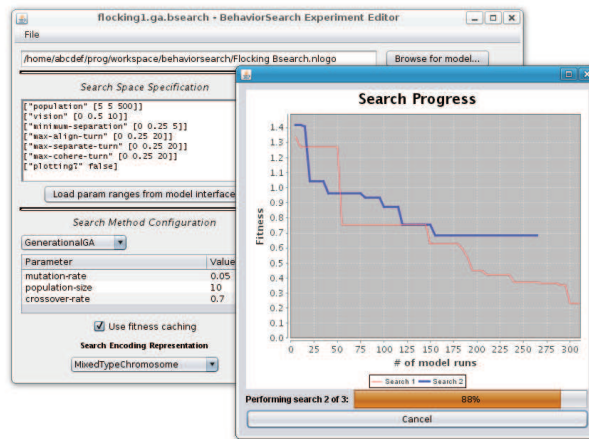 flocking1.ga.bsearch - BehaviorSearch Experiment Editor
File
/home/abcdef/prog/workspace/behaviorsearch/Flocking Bsearch.nlogo
Browse for model...
Search Space Specification
["population" [5 5 500]]
["vision" [0 0.5 10]]
["minimum-separation" [0 0.25 5]]
["max-align-turn" [0 0.25 20]]
["max-separate-turn" [0 0.25 20]]
["max-cohere-turn" [0 0.25 20]]
["plotting?" false]
Load param ranges from model interface
Search Method Configuration
GenerationalGA
Parameter Value
mutation-rate 0.05
population-size 10
crossover-rate 0.7
Use fitness caching
Search Encoding Representation
MixedTypeChromosome
Search Progress
Fitness
1.4
1.3
1.2
1.1
1.0
0.9
0.8
0.7
0.6
0.5
0.4
0.3
0.2
0.1
0.0
0 25 50 75 100 125 150 175 200 225 250 275 300
# of model runs
Search 1 Search 2
Performing search 2 of 3: 88%
Cancel